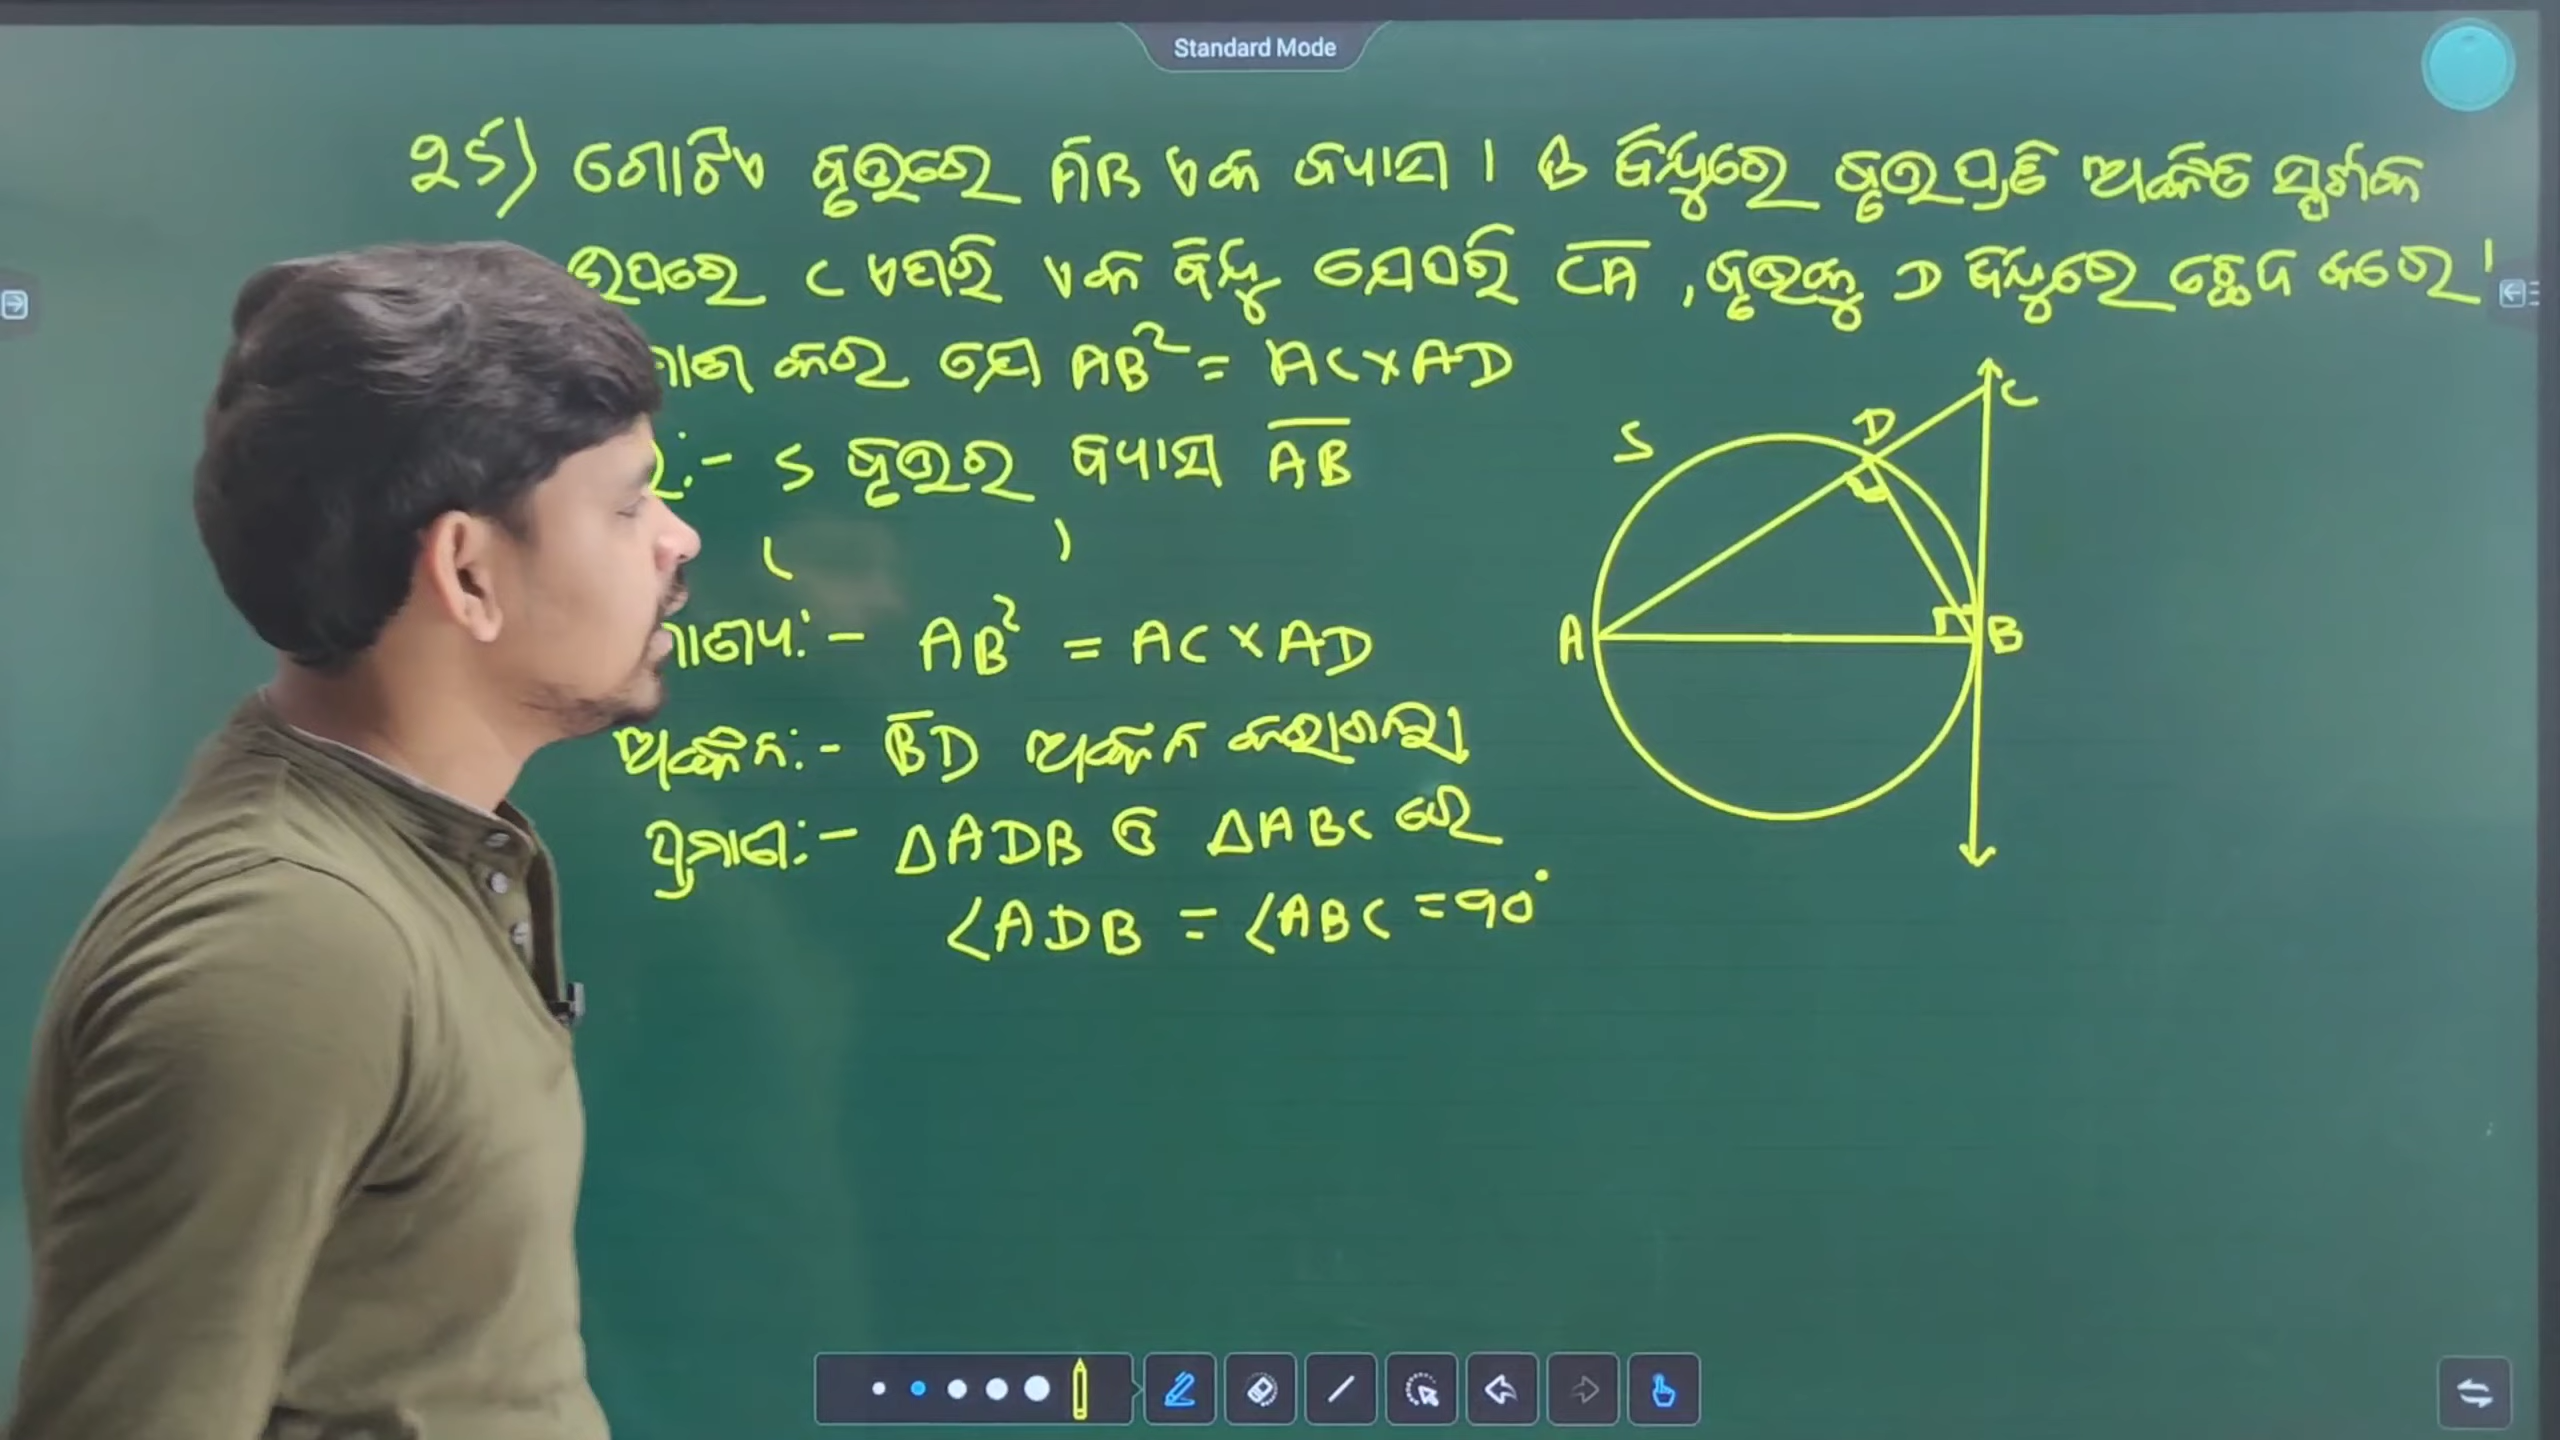 Standard Mode
25) ଗୋଟିଏ ବୃତ୍ତରେ AB ଏକ ବ୍ୟାସ । B ବିନ୍ଦୁରେ ବୃତ୍ତ ପ୍ରତି ଅଙ୍କିତ ସ୍ପର୍ଶକ
ଉପରେ C ଏପରି ଏକ ବିନ୍ଦୁ ଯେପରି CA , ବୃତ୍ତକୁ D ବିନ୍ଦୁରେ ଛେଦ କରେ ।
କର ଯେ AB² = AC×AD
:- S ବୃତ୍ତର ବ୍ୟାସ AB
( )
:- AB² = AC×AD
ଅଙ୍କନ:- BD ଅଙ୍କନ କରାଗଲା
ପ୍ରମାଣ:- ΔADB ଓ ΔABC ରେ
∠ADB = ∠ABC = 90°
S
D
C
A
B